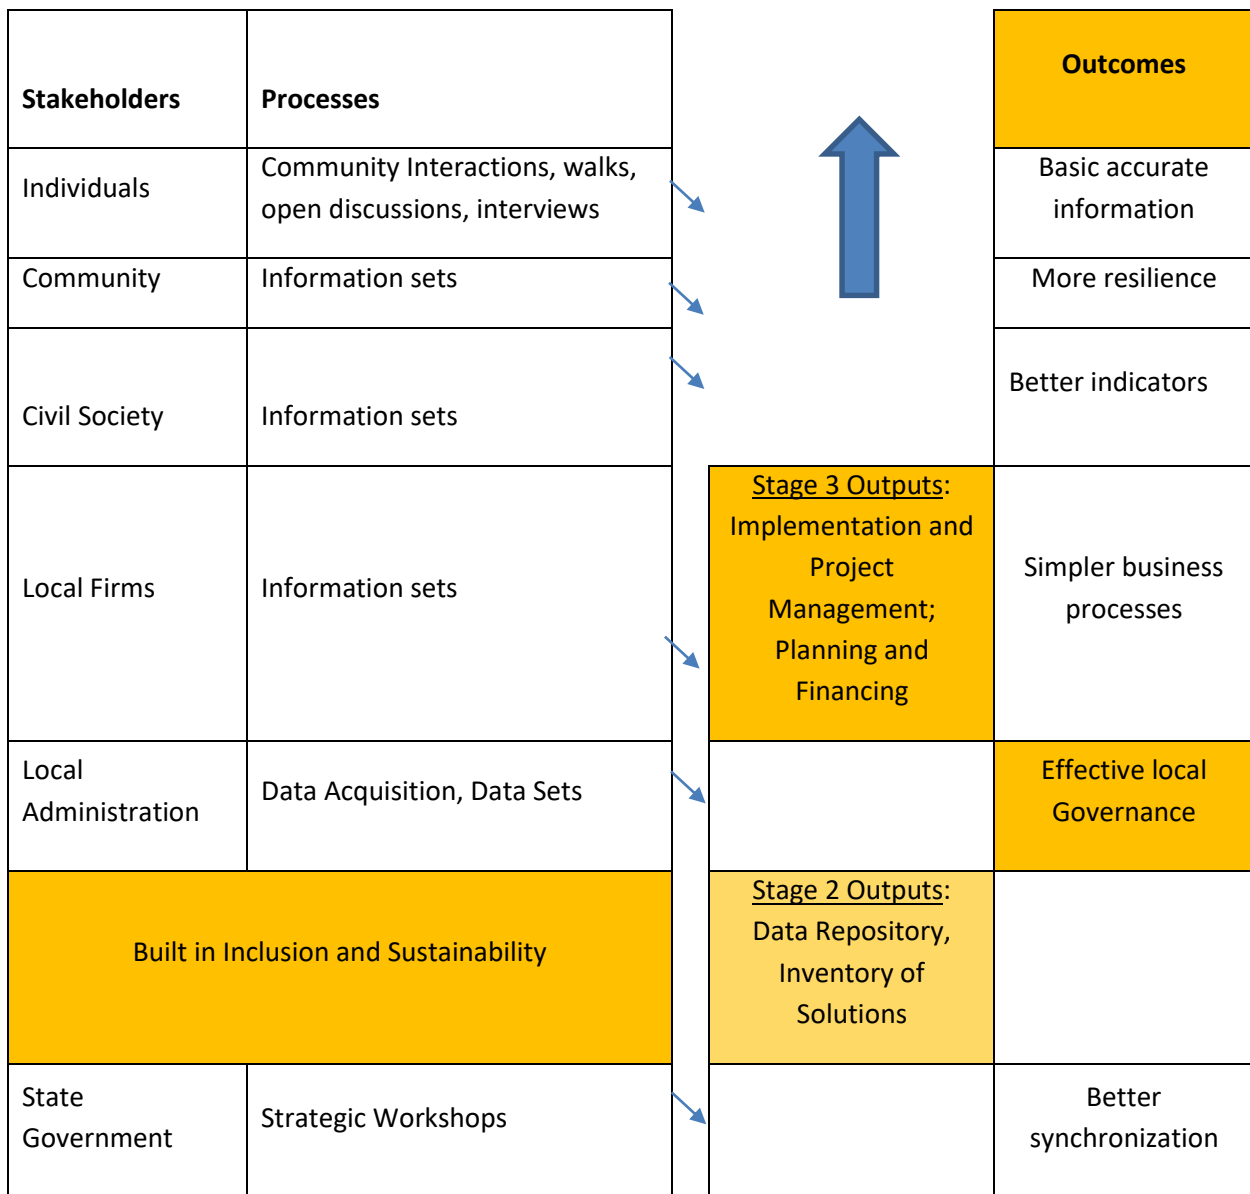 Stakeholders
Processes
Outcomes
Individuals
Community Interactions, walks,
open discussions, interviews
Basic accurate
information
Community
Information sets
More resilience
Civil Society
Information sets
Better indicators
Local Firms
Information sets
Stage 3 Outputs:
Implementation and
Project
Management;
Planning and
Financing
Simpler business
processes
Local
Administration
Data Acquisition, Data Sets
Effective local
Governance
Built in Inclusion and Sustainability
Stage 2 Outputs:
Data Repository,
Inventory of
Solutions
State
Government
Strategic Workshops
Better
synchronization